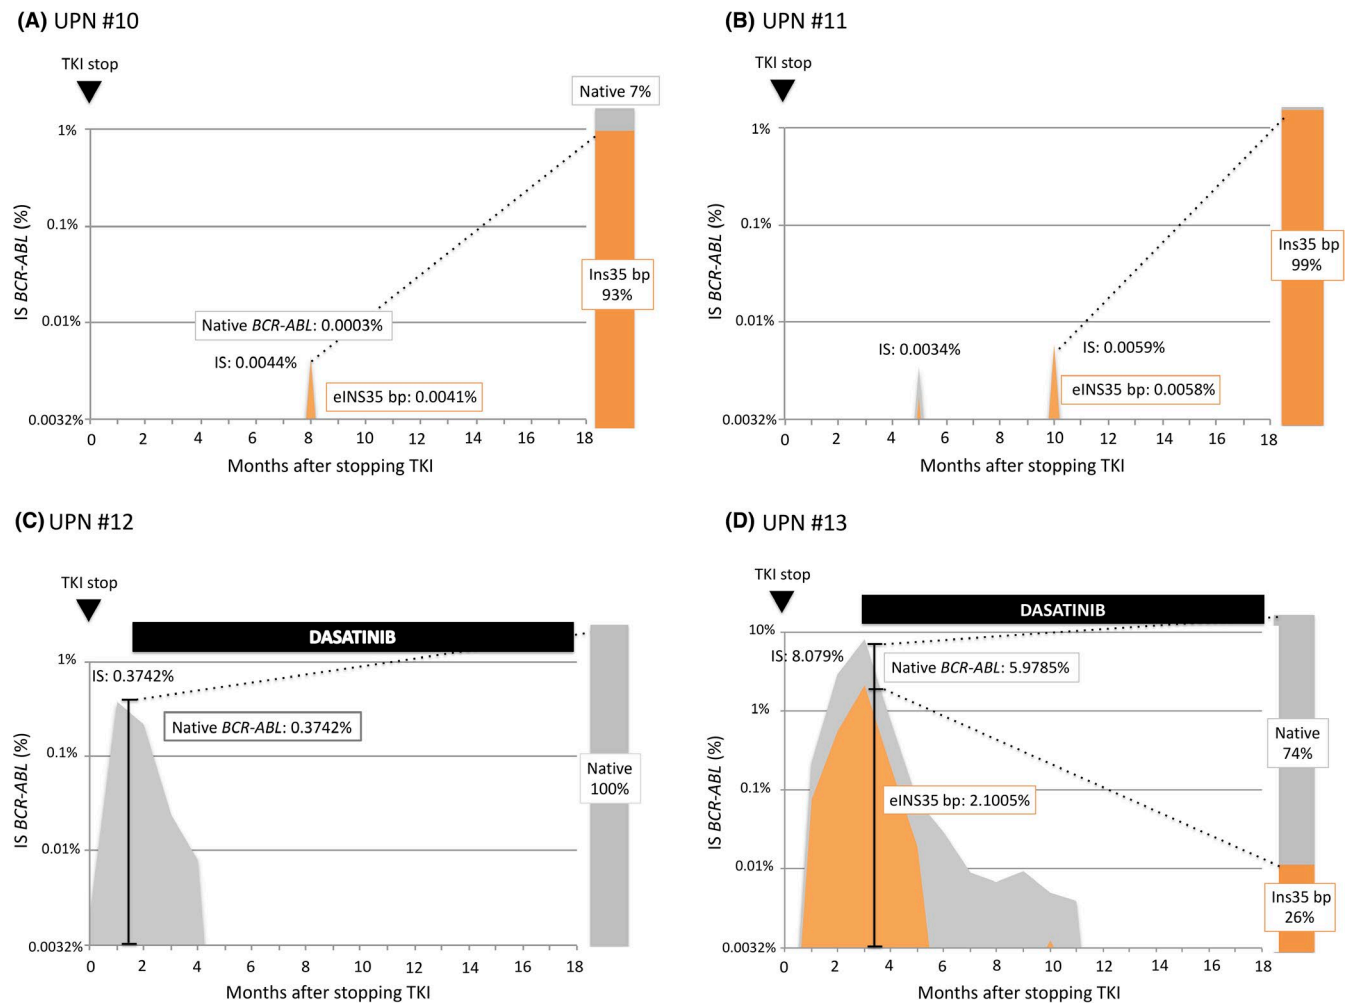 (A) UPN #10
TKI stop
Native 7%
1%
0.1%
0.01%
0.0032%
IS BCR-ABL (%)
Native BCR-ABL: 0.0003%
IS: 0.0044%
eINS35 bp: 0.0041%
Ins35 bp
93%
0 2 4 6 8 10 12 14 16 18
Months after stopping TKI
(B) UPN #11
TKI stop
1%
0.1%
0.01%
0.0032%
IS BCR-ABL (%)
IS: 0.0034%
IS: 0.0059%
eINS35 bp: 0.0058%
Ins35 bp
99%
0 2 4 6 8 10 12 14 16 18
Months after stopping TKI
(C) UPN #12
TKI stop
DASATINIB
1%
0.1%
0.01%
0.0032%
IS BCR-ABL (%)
IS: 0.3742%
Native BCR-ABL: 0.3742%
Native
100%
0 2 4 6 8 10 12 14 16 18
Months after stopping TKI
(D) UPN #13
TKI stop
DASATINIB
10%
1%
0.1%
0.01%
0.0032%
IS BCR-ABL (%)
IS: 8.079%
Native BCR-ABL: 5.9785%
eINS35 bp: 2.1005%
Native
74%
Ins35 bp
26%
0 2 4 6 8 10 12 14 16 18
Months after stopping TKI